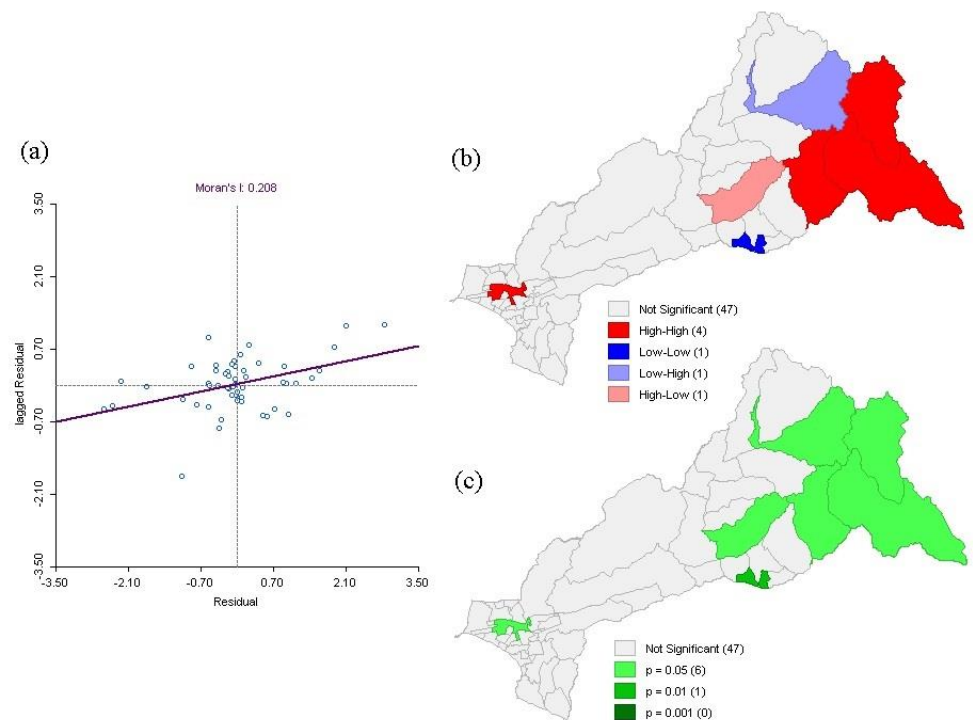 (a)
Moran's I: 0.208
3.50
2.10
0.70
-0.70
-2.10
-3.50
lagged Residual
-3.50 -2.10 -0.70 0.70 2.10 3.50
Residual
(b)
Not Significant (47)
High-High (4)
Low-Low (1)
Low-High (1)
High-Low (1)
(c)
Not Significant (47)
p = 0.05 (6)
p = 0.01 (1)
p = 0.001 (0)